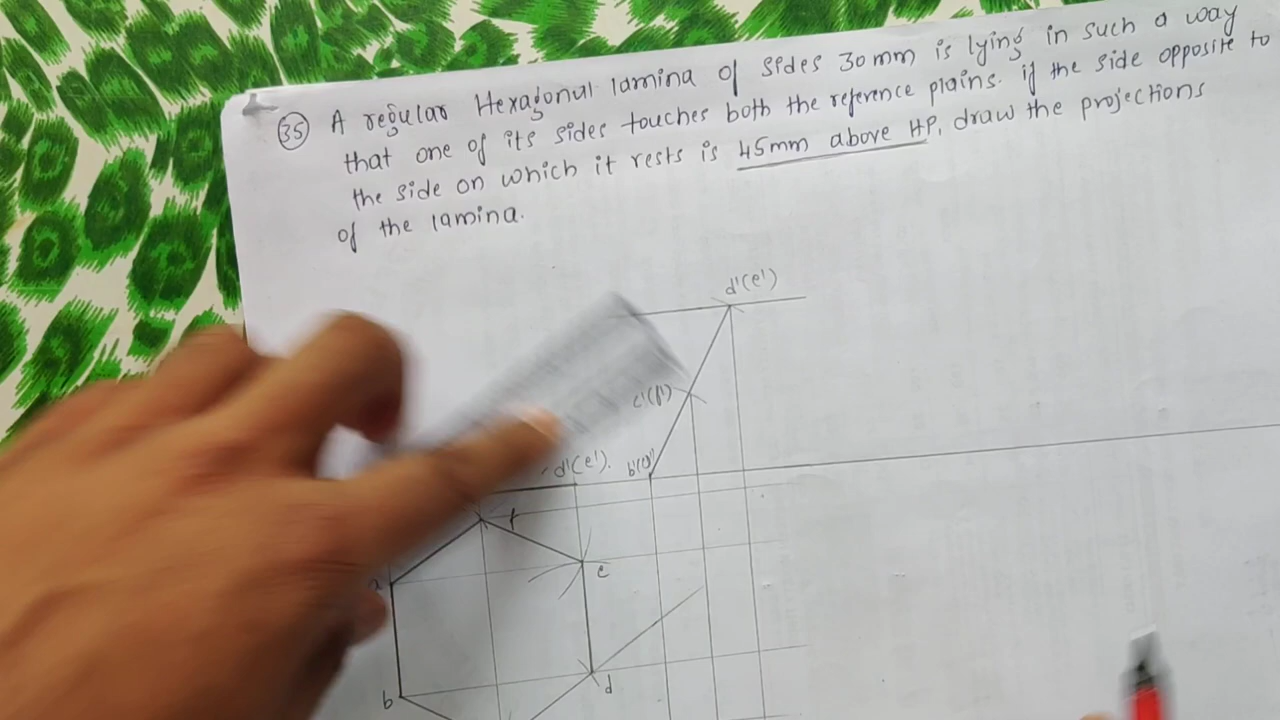 35 A regular Hexagonal lamina of sides 30mm is lying in such a way
that one of its sides touches both the reference plains. if the side opposite to
the side on which it rests is 45mm above HP, draw the projections
of the lamina.
d'(e')
c'(f')
d'(e').
f
a
e
b
d